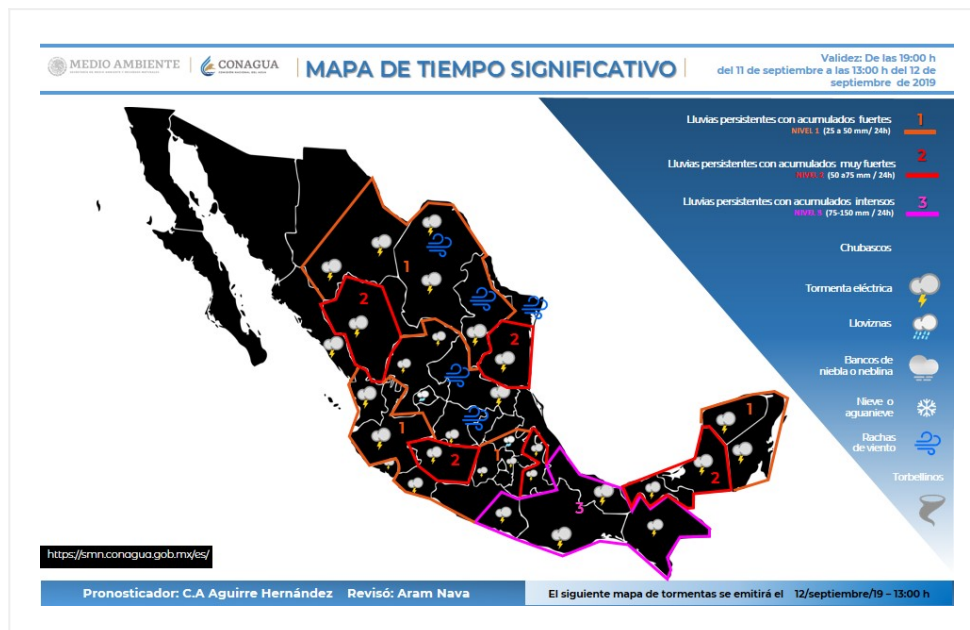 MEDIO AMBIENTE
CONAGUA
MAPA DE TIEMPO SIGNIFICATIVO
Validez: De las 19:00 h
del 11 de septiembre a las 13:00 h del 12 de
septiembre de 2019
Lluvias persistentes con acumulados fuertes 1
NIVEL 1 (25 a 50 mm/ 24h)
Lluvias persistentes con acumulados muy fuertes 2
(50 a75 mm / 24h)
Lluvias persistentes con acumulados intensos 3
NIVEL 3 (75-150 mm / 24h)
Chubascos
Tormenta eléctrica
Lloviznas
Bancos de
niebla o neblina
Nieve o
aguanieve
Rachas
de viento
Torbellinos
1
2
2
1
1
2
1
2
3
https://smn.conagua.gob.mx/es/
Pronosticador: C.A Aguirre Hernández Revisó: Aram Nava
El siguiente mapa de tormentas se emitirá el 12/septiembre/19 – 13:00 h